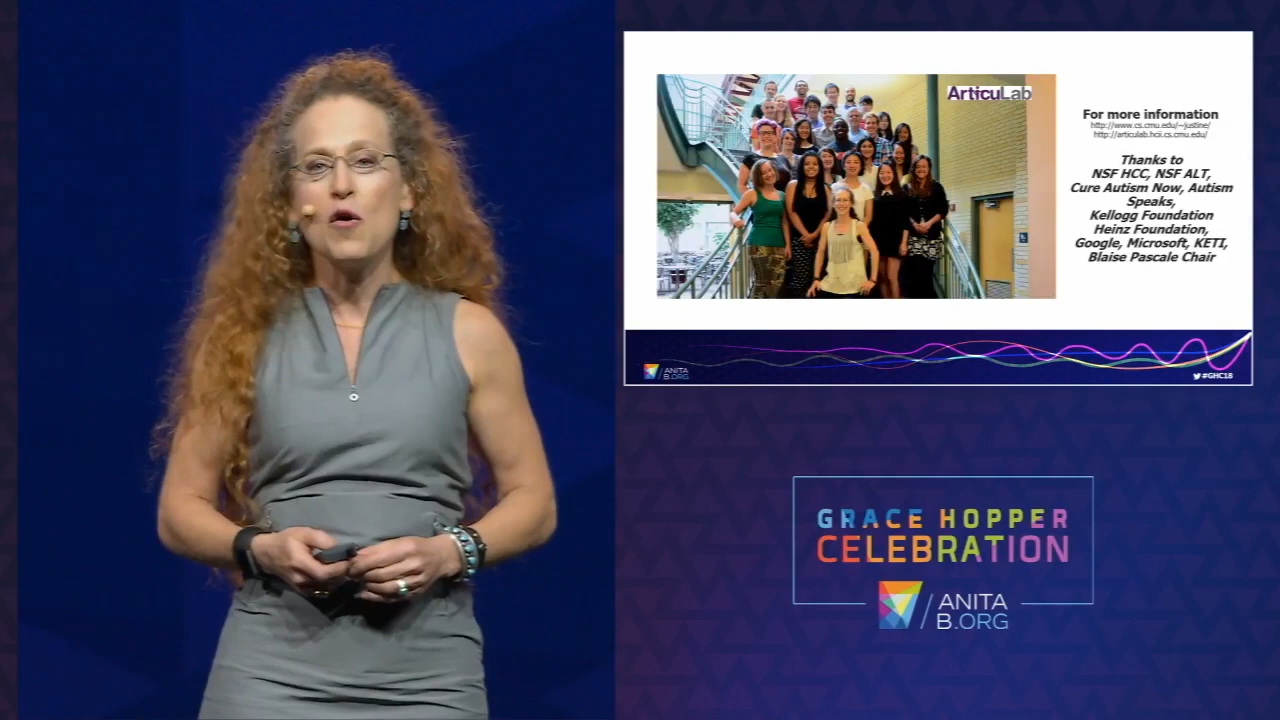 ArticuLab
For more information
http://www.cs.cmu.edu/~justine/
http://articulab.hcii.cs.cmu.edu/
Thanks to
NSF HCC, NSF ALT,
Cure Autism Now, Autism
Speaks,
Kellogg Foundation
Heinz Foundation,
Google, Microsoft, KETI,
Blaise Pascale Chair
ANITA
B.ORG
#GHC18
GRACE HOPPER
CELEBRATION
ANITA
B.ORG